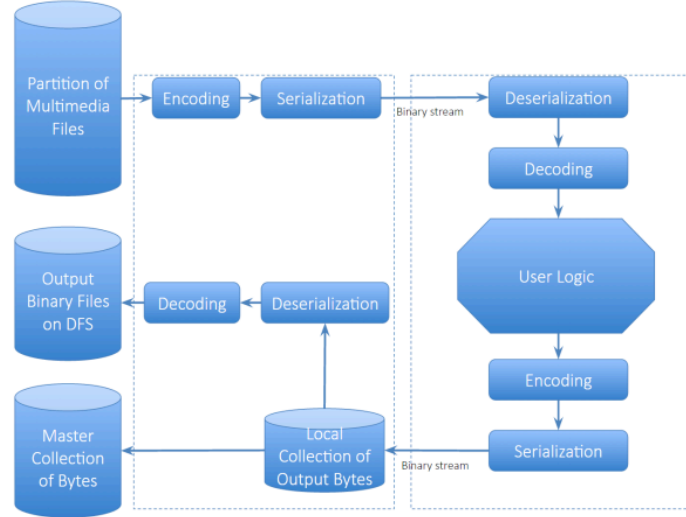 Partition of
Multimedia
Files
Encoding
Serialization
Binary stream
Deserialization
Decoding
User Logic
Output
Binary Files
on DFS
Decoding
Deserialization
Encoding
Master
Collection
of Bytes
Local
Collection of
Output Bytes
Binary stream
Serialization